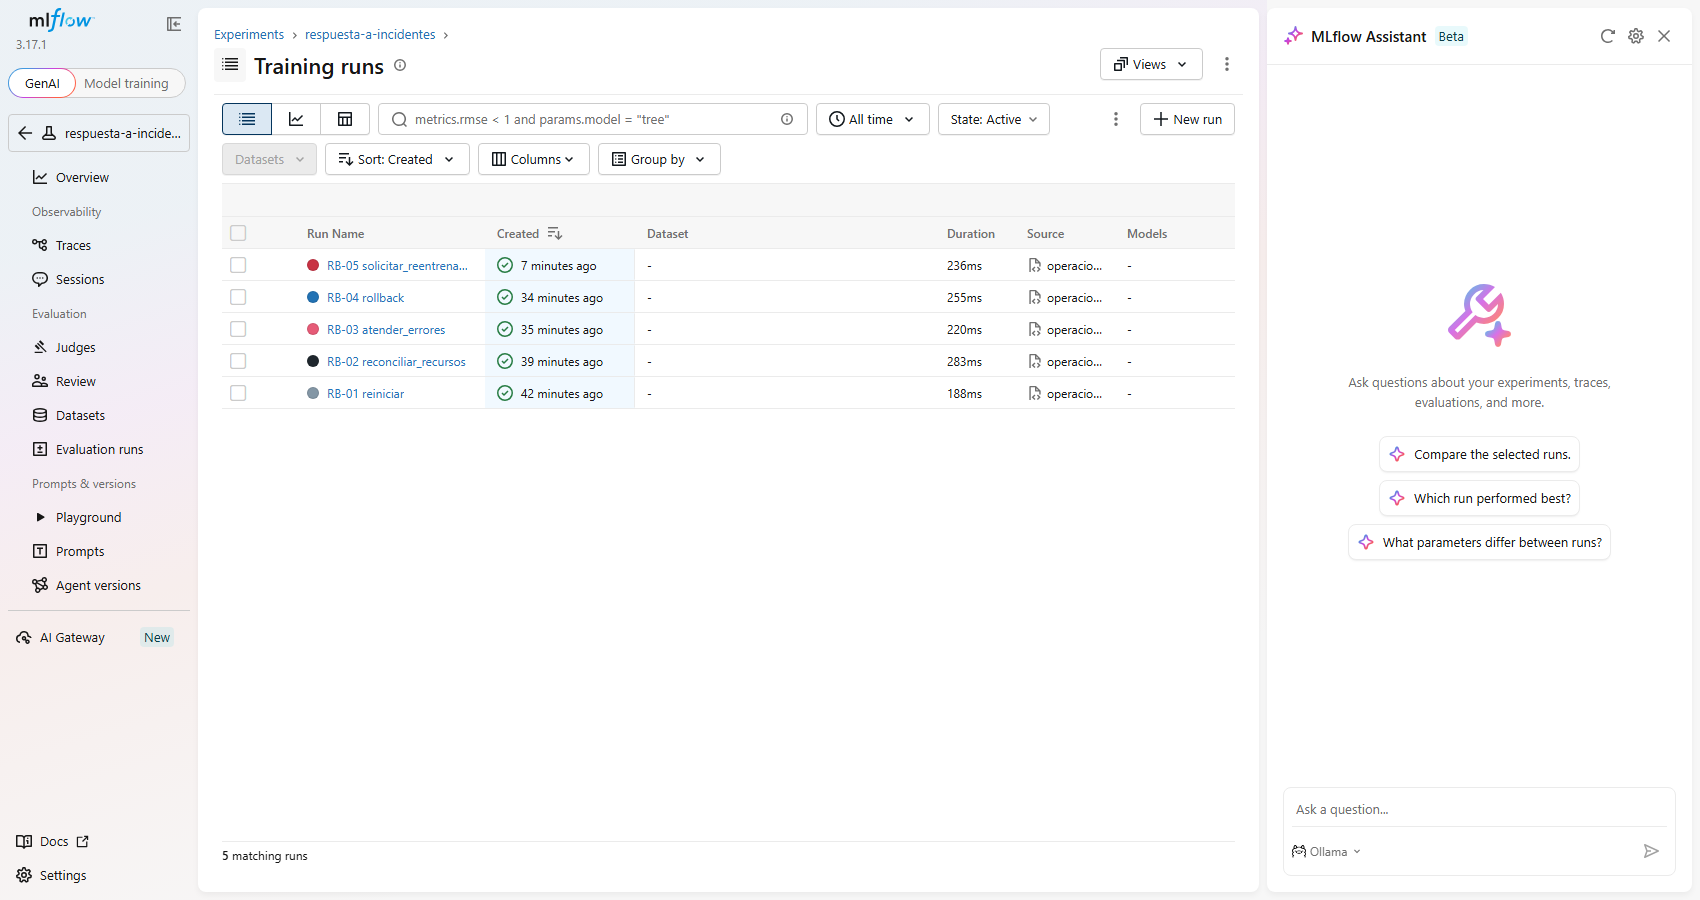 mlflow
3.17.1
GenAI
Model training
respuesta-a-incide...
Overview
Observability
Traces
Sessions
Evaluation
Judges
Review
Datasets
Evaluation runs
Prompts & versions
Playground
Prompts
Agent versions
AI Gateway New
Docs
Settings
Experiments > respuesta-a-incidentes >
Training runs
Views
metrics.rmse < 1 and params.model = "tree"
All time
State: Active
New run
Datasets
Sort: Created
Columns
Group by
Run Name Created Dataset Duration Source Models
RB-05 solicitar_reentrena... 7 minutes ago - 236ms operacio... -
RB-04 rollback 34 minutes ago - 255ms operacio... -
RB-03 atender_errores 35 minutes ago - 220ms operacio... -
RB-02 reconciliar_recursos 39 minutes ago - 283ms operacio... -
RB-01 reiniciar 42 minutes ago - 188ms operacio... -
5 matching runs
MLflow Assistant Beta
Ask questions about your experiments, traces,
evaluations, and more.
Compare the selected runs.
Which run performed best?
What parameters differ between runs?
Ask a question...
Ollama